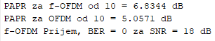 PAPR za f-OFDM od 10 = 6.8344 dB
PAPR za OFDM od 10 = 5.0571 dB
f-OFDM Prijem, BER = 0 za SNR = 18 dB